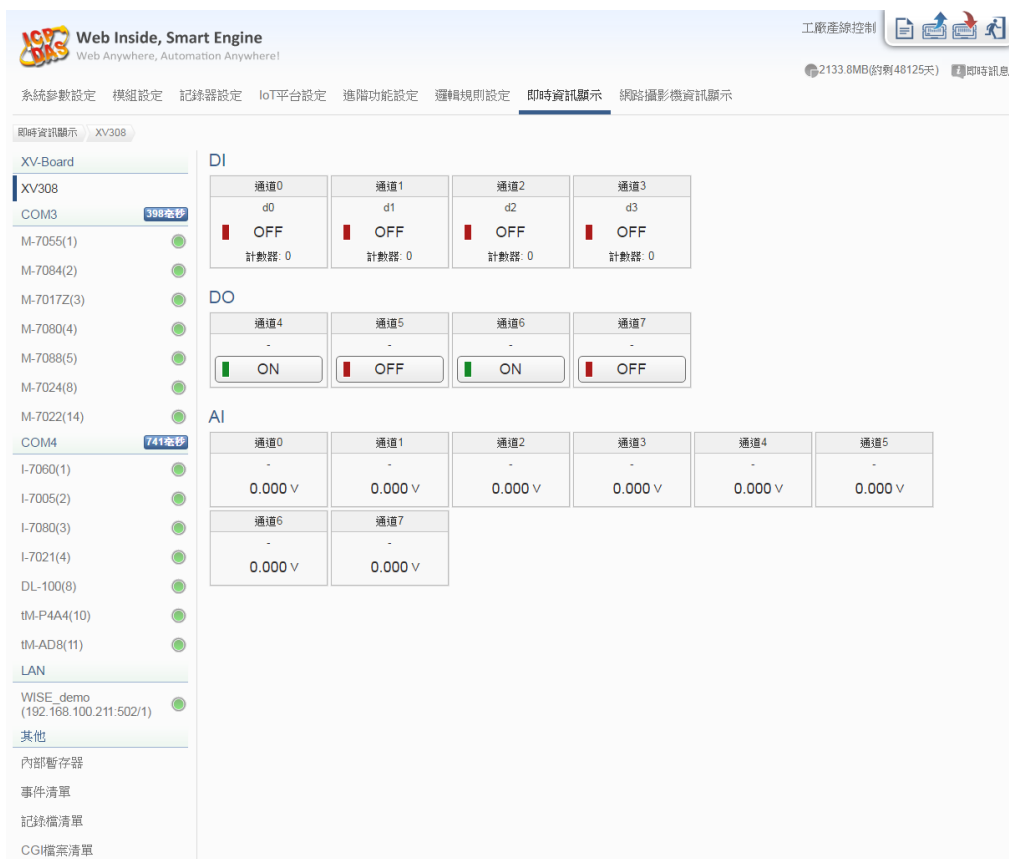 ICP DAS
Web Inside, Smart Engine
Web Anywhere, Automation Anywhere!
工廠產線控制
2133.8MB(約剩48125天) 即時訊息
系統參數設定 模組設定 記錄器設定 IoT平台設定 進階功能設定 邏輯規則設定 即時資訊顯示 網路攝影機資訊顯示
即時資訊顯示 XV308
XV-Board
XV308
COM3 398毫秒
M-7055(1)
M-7084(2)
M-7017Z(3)
M-7080(4)
M-7088(5)
M-7024(8)
M-7022(14)
COM4 741毫秒
I-7060(1)
I-7005(2)
I-7080(3)
I-7021(4)
DL-100(8)
tM-P4A4(10)
tM-AD8(11)
LAN
WISE_demo
(192.168.100.211:502/1)
其他
內部暫存器
事件清單
記錄檔清單
CGI檔案清單
DI
通道0 通道1 通道2 通道3
d0 d1 d2 d3
OFF OFF OFF OFF
計數器: 0 計數器: 0 計數器: 0 計數器: 0
DO
通道4 通道5 通道6 通道7
- - - -
ON OFF ON OFF
AI
通道0 通道1 通道2 通道3 通道4 通道5
- - - - - -
0.000 V 0.000 V 0.000 V 0.000 V 0.000 V 0.000 V
通道6 通道7
- -
0.000 V 0.000 V